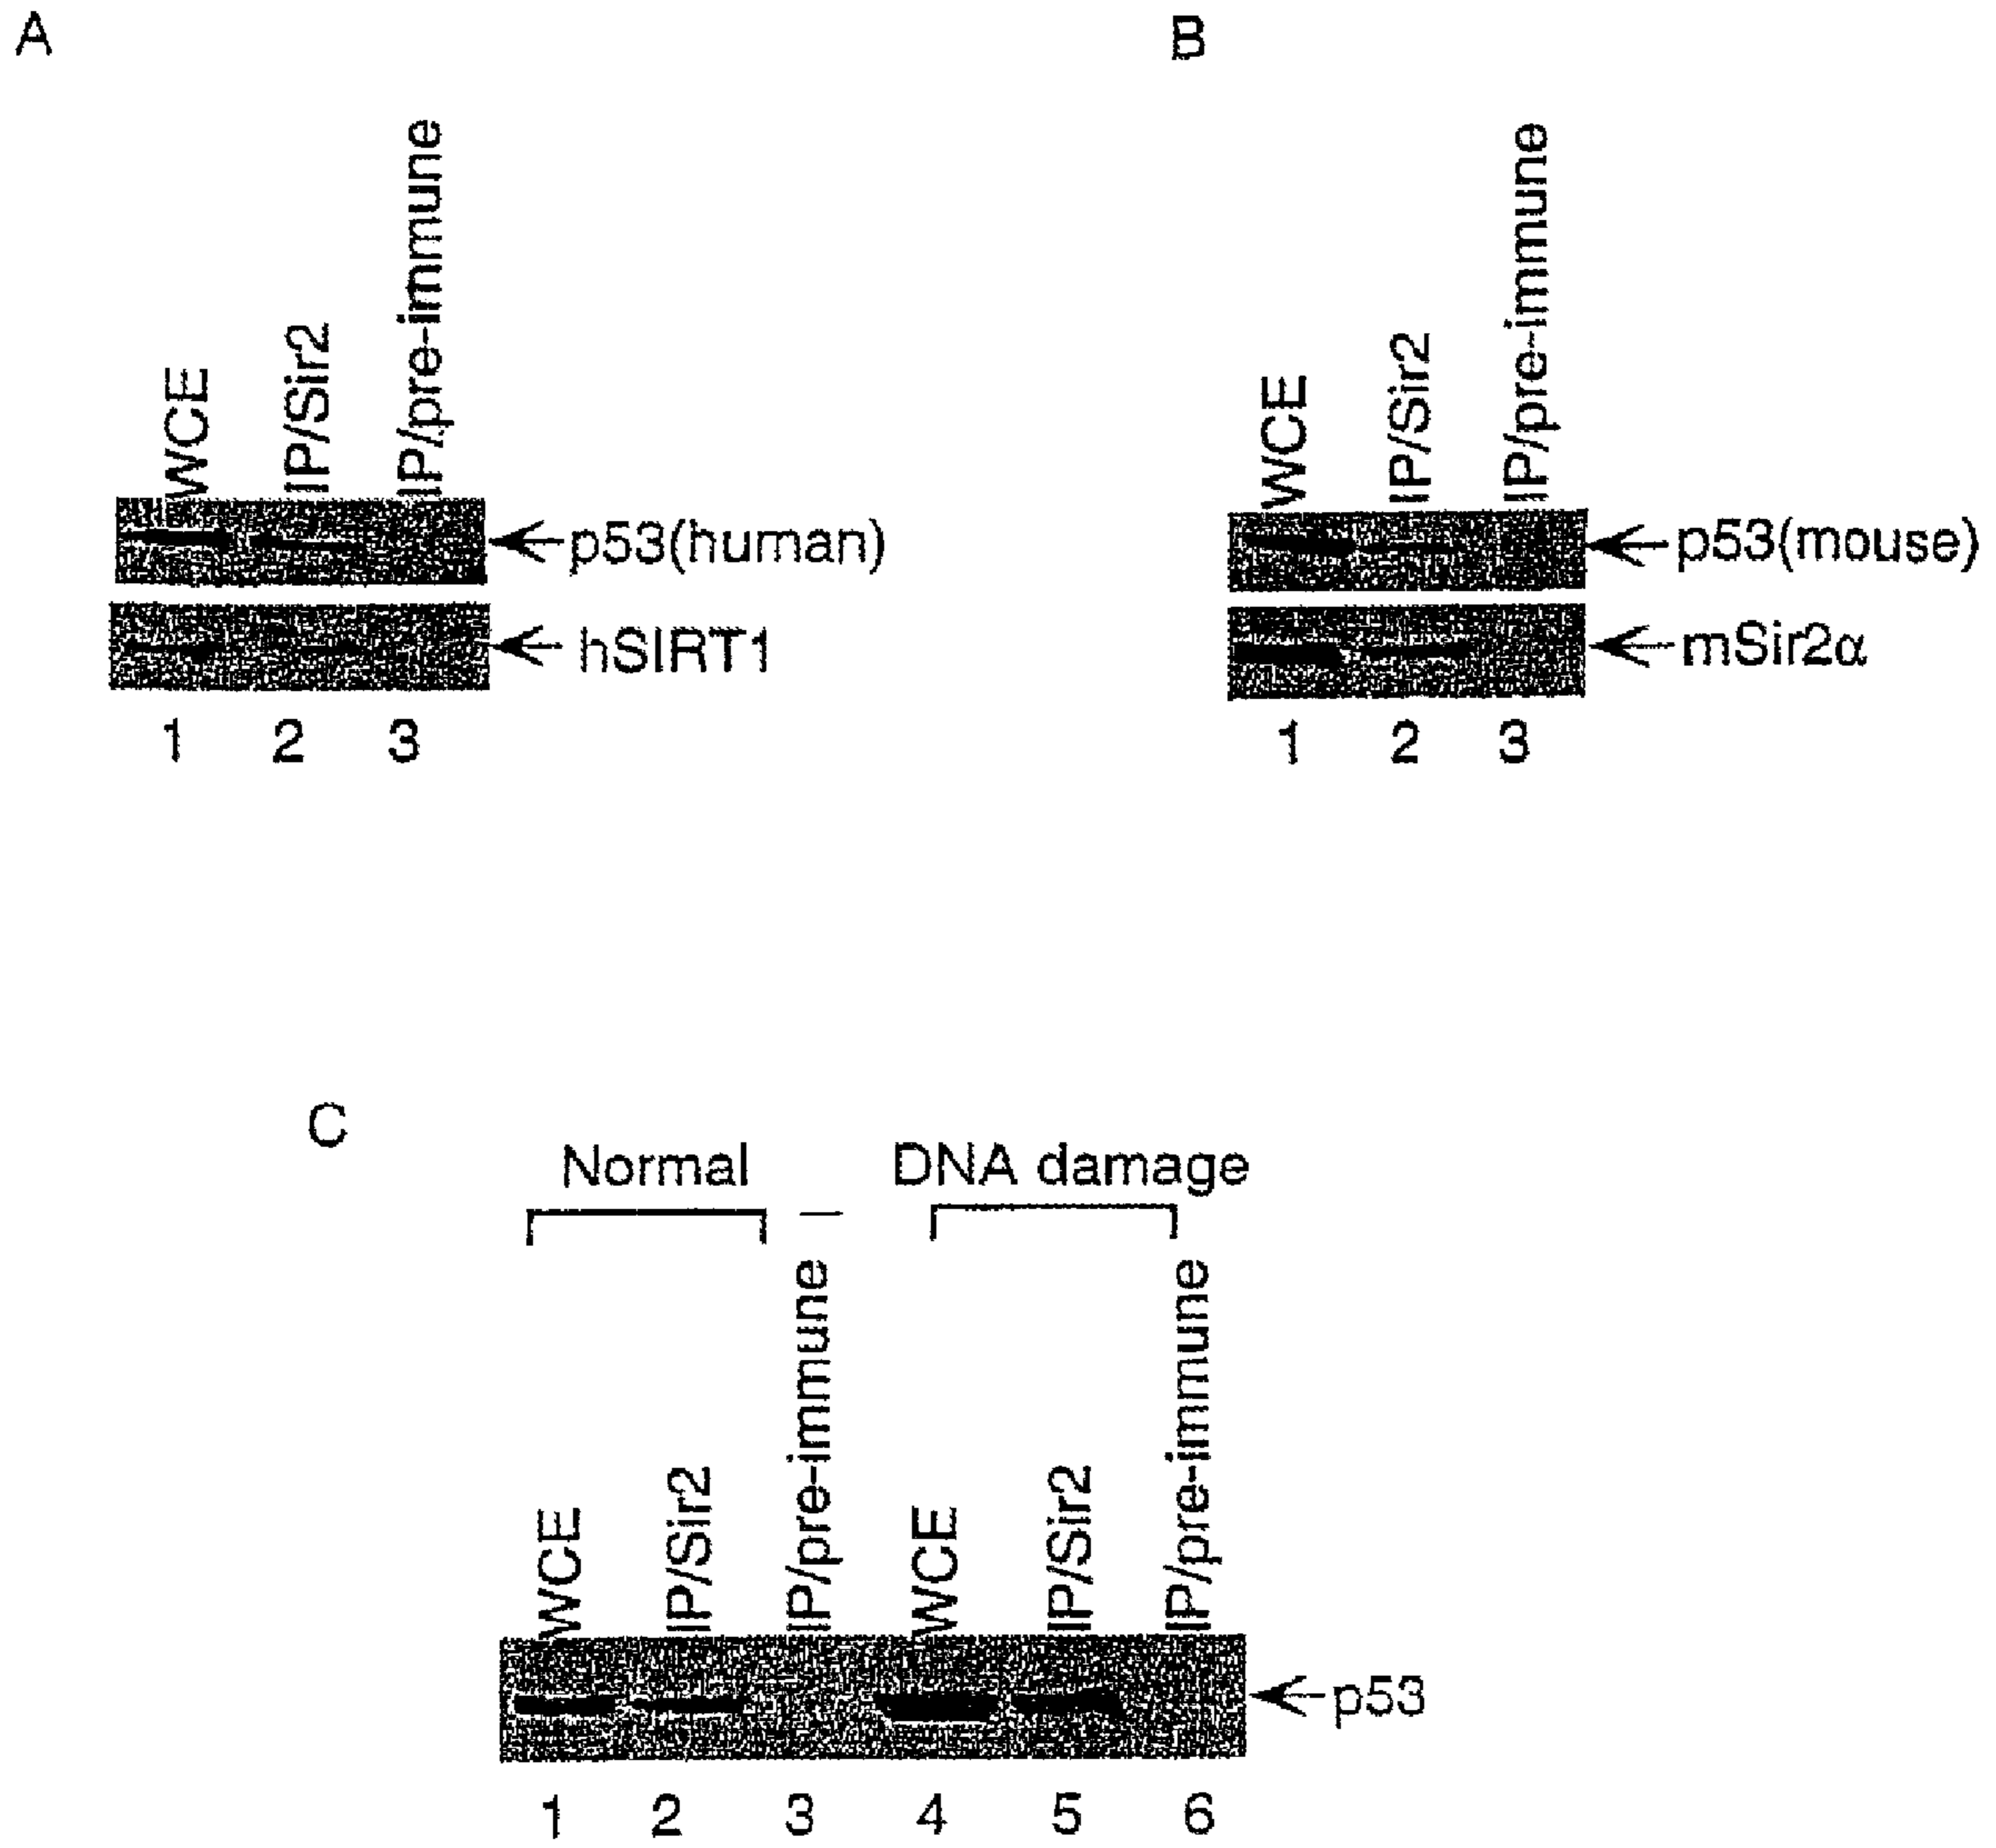 A
WCE
IP/Sir2
IP/pre-immune
p53(human)
hSIRT1
1 2 3
B
WCE
IP/Sir2
IP/pre-immune
p53(mouse)
mSir2α
1 2 3
C
Normal
DNA damage
WCE
IP/Sir2
IP/pre-immune
WCE
IP/Sir2
IP/pre-immune
p53
1 2 3 4 5 6